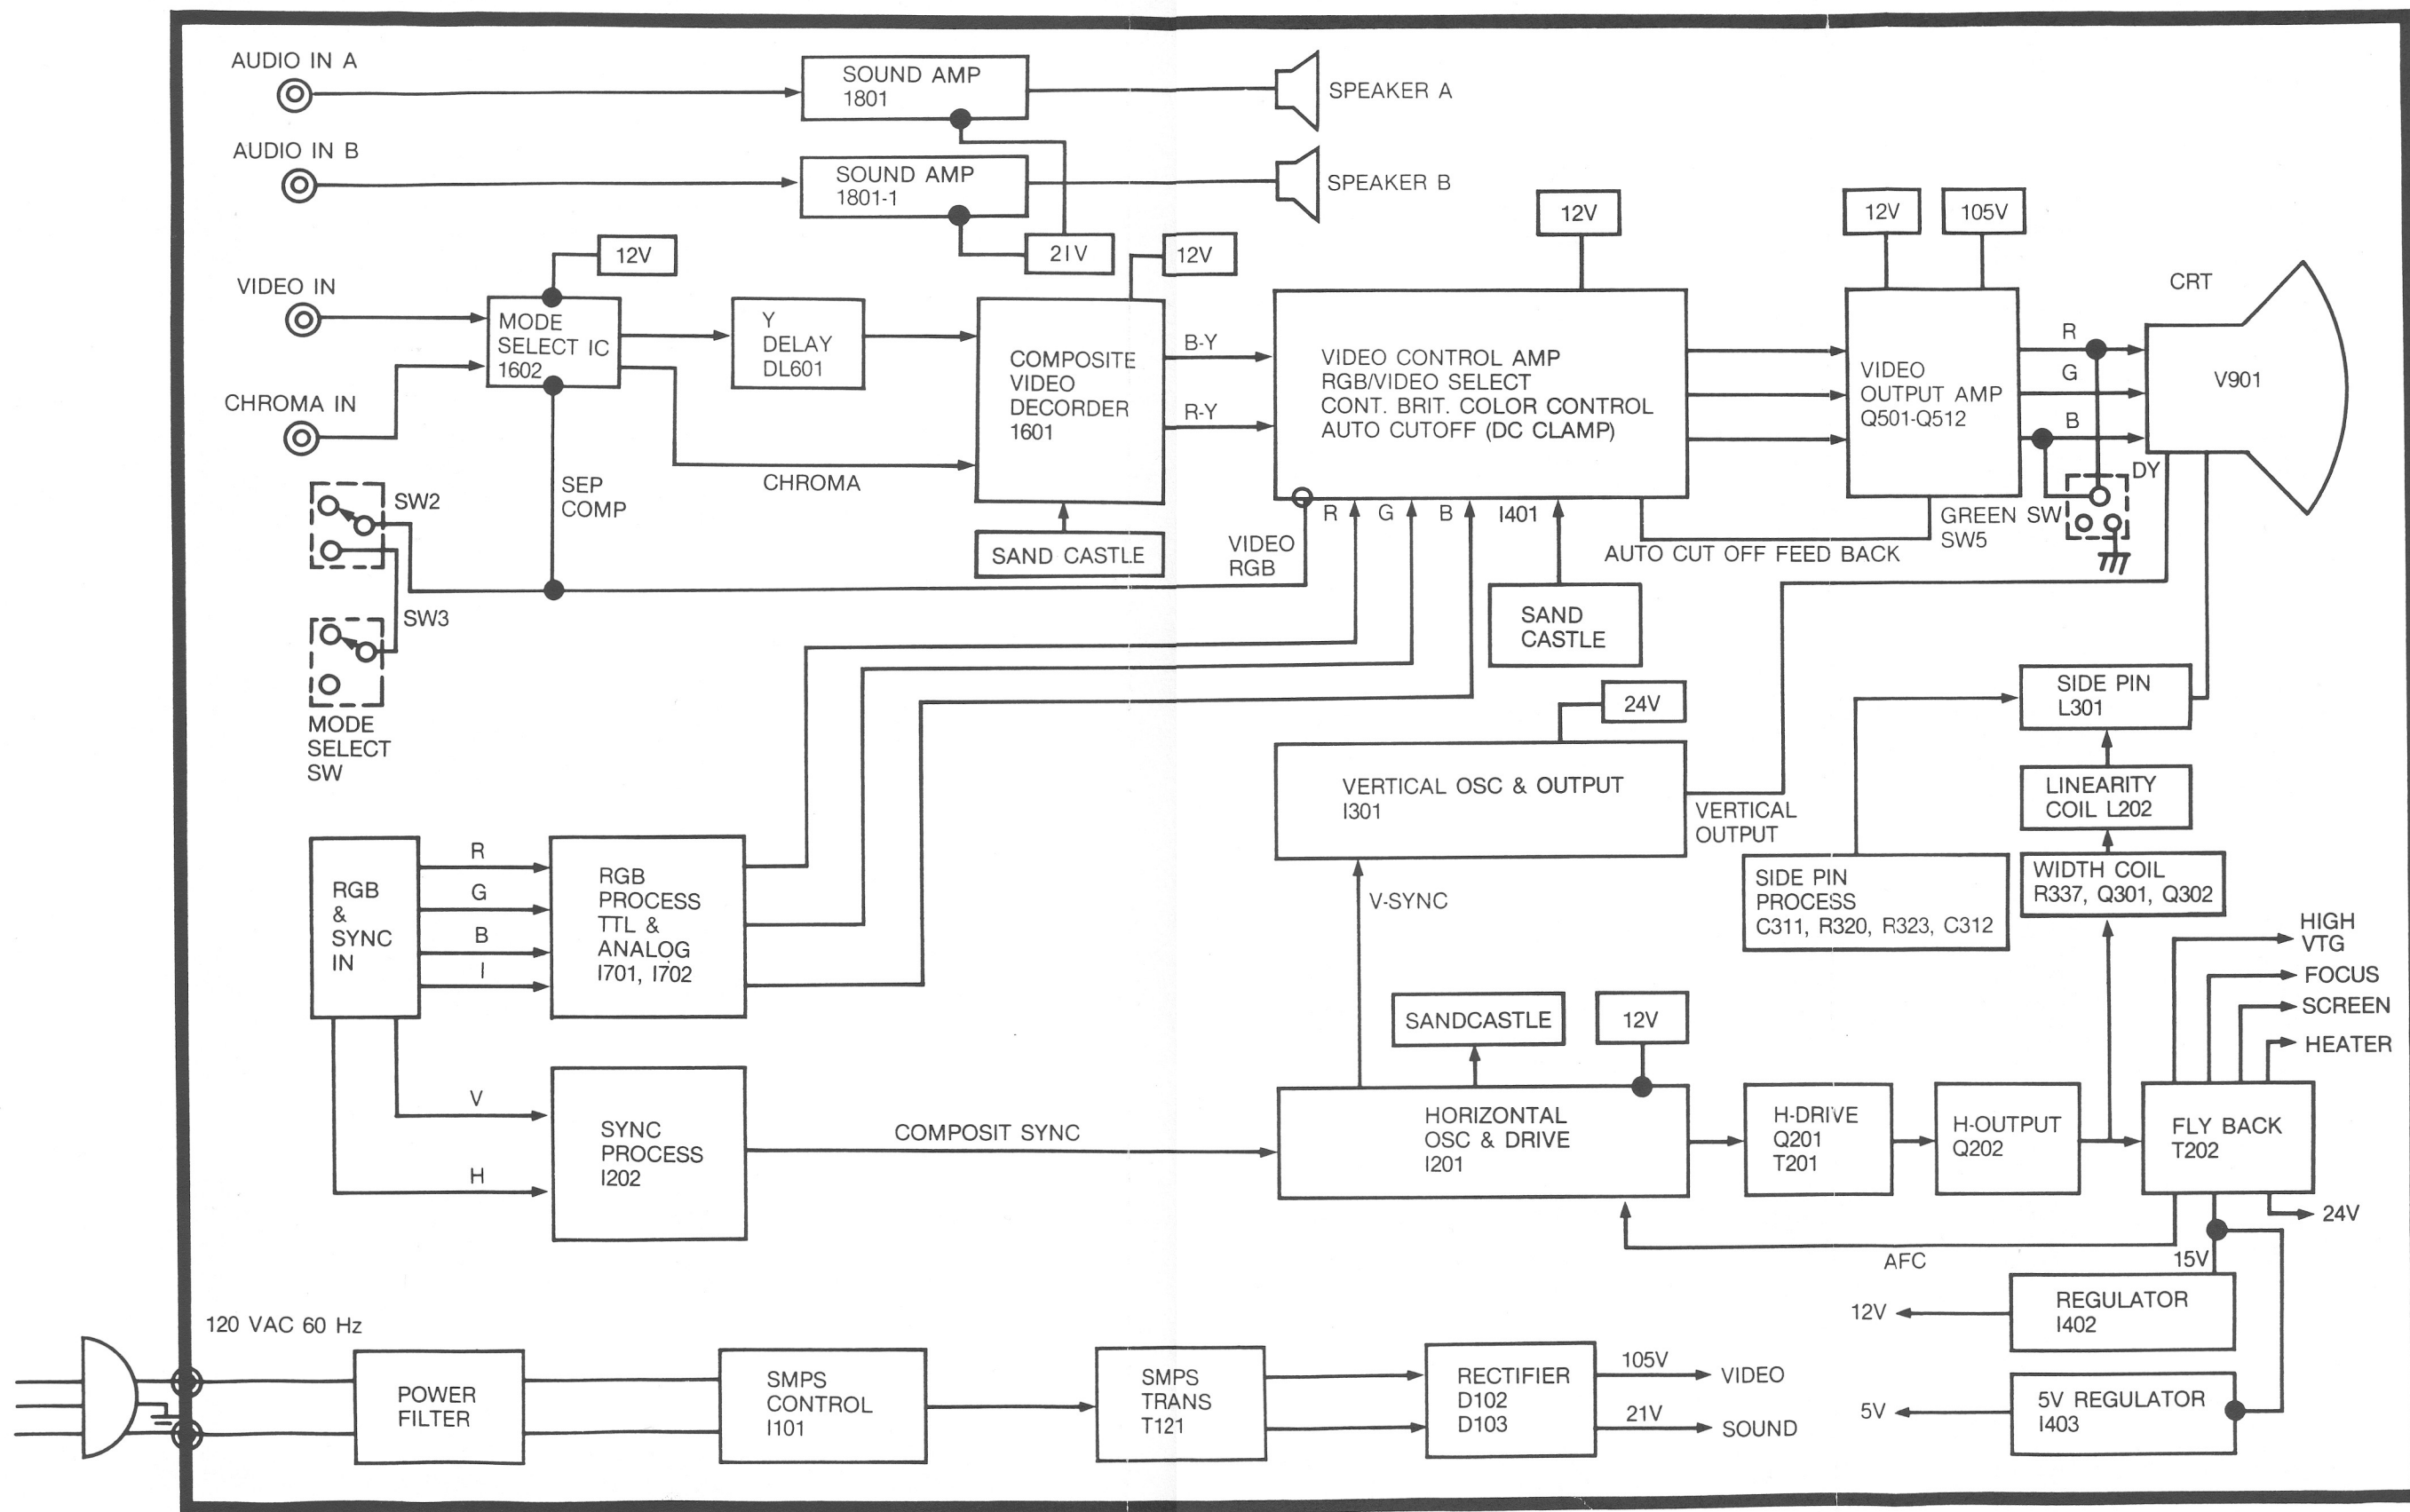 AUDIO IN A
SOUND AMP
1801
SPEAKER A
AUDIO IN B
SOUND AMP
1801-1
SPEAKER B
21V
12V
12V
12V
12V
105V
VIDEO IN
MODE
SELECT IC
1602
Y
DELAY
DL601
COMPOSITE
VIDEO
DECORDER
1601
B-Y
R-Y
VIDEO CONTROL AMP
RGB/VIDEO SELECT
CONT. BRIT. COLOR CONTROL
AUTO CUTOFF (DC CLAMP)
VIDEO
OUTPUT AMP
Q501-Q512
R
G
B
CRT
V901
DY
CHROMA IN
CHROMA
SEP
COMP
SW2
SW3
MODE
SELECT
SW
SAND CASTLE
VIDEO
RGB
R
G
B
I401
SAND
CASTLE
AUTO CUT OFF FEED BACK
GREEN SW
SW5
24V
VERTICAL OSC & OUTPUT
I301
VERTICAL
OUTPUT
SIDE PIN
L301
LINEARITY
COIL L202
WIDTH COIL
R337, Q301, Q302
SIDE PIN
PROCESS
C311, R320, R323, C312
RGB
&
SYNC
IN
R
G
B
I
RGB
PROCESS
TTL &
ANALOG
I701, I702
V-SYNC
SANDCASTLE
12V
HIGH
VTG
FOCUS
SCREEN
HEATER
V
H
SYNC
PROCESS
I202
COMPOSIT SYNC
HORIZONTAL
OSC & DRIVE
I201
H-DRIVE
Q201
T201
H-OUTPUT
Q202
FLY BACK
T202
24V
AFC
15V
REGULATOR
I402
12V
5V REGULATOR
I403
5V
120 VAC 60 Hz
POWER
FILTER
SMPS
CONTROL
I101
SMPS
TRANS
T121
RECTIFIER
D102
D103
105V
VIDEO
21V
SOUND